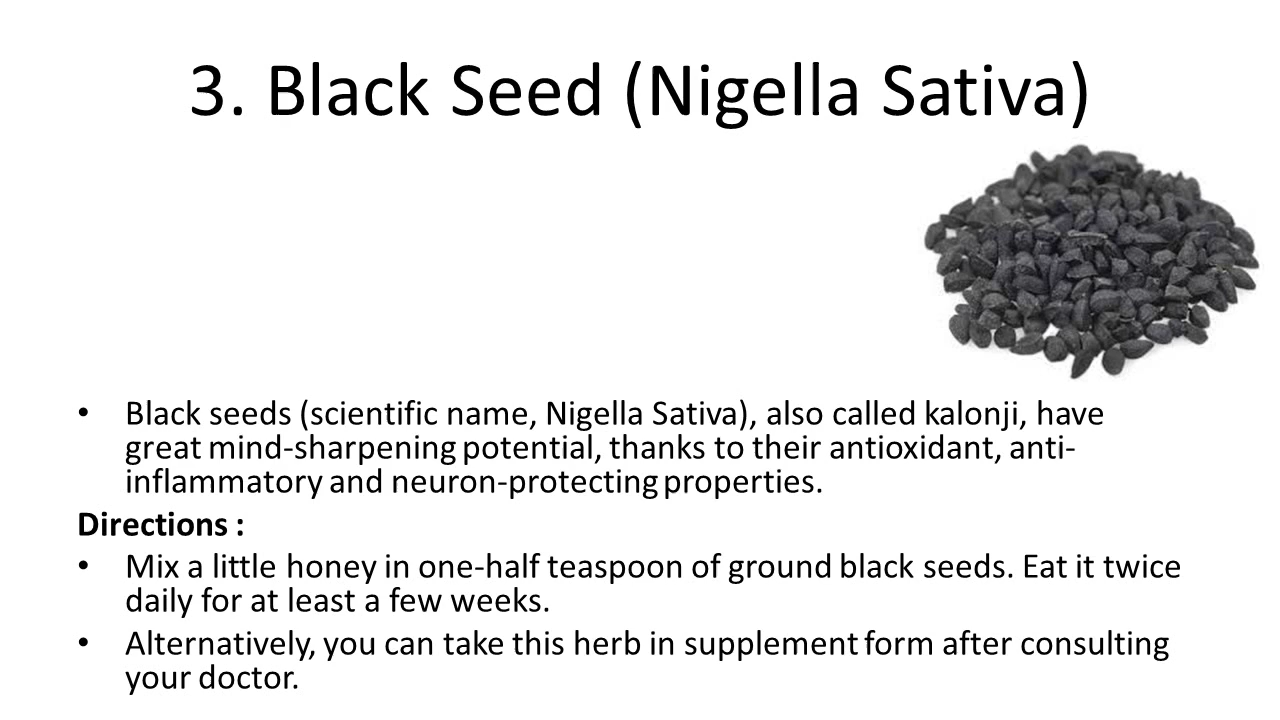 3. Black Seed (Nigella Sativa)
• Black seeds (scientific name, Nigella Sativa), also called kalonji, have
great mind-sharpening potential, thanks to their antioxidant, anti-
inflammatory and neuron-protecting properties.
Directions :
• Mix a little honey in one-half teaspoon of ground black seeds. Eat it twice
daily for at least a few weeks.
• Alternatively, you can take this herb in supplement form after consulting
your doctor.